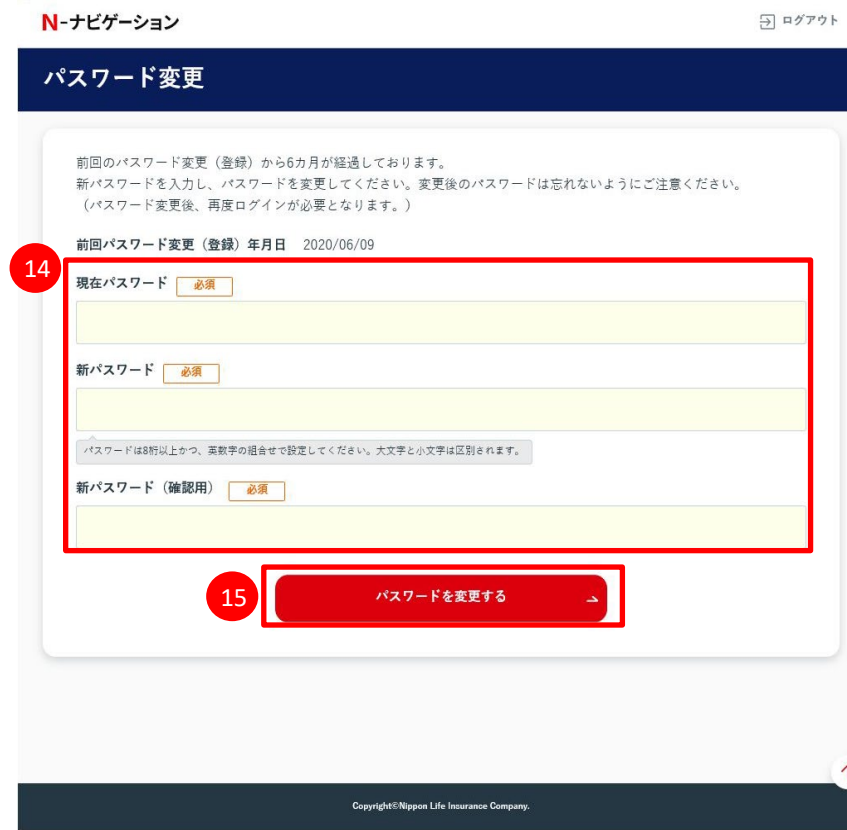 N-ナビゲーション
ログアウト
パスワード変更
前回のパスワード変更（登録）から6カ月が経過しております。
新パスワードを入力し、パスワードを変更してください。変更後のパスワードは忘れないようにご注意ください。
（パスワード変更後、再度ログインが必要となります。）
前回パスワード変更（登録）年月日 2020/06/09
14
現在パスワード 必須
新パスワード 必須
パスワードは8桁以上かつ、英数字の組合せで設定してください。大文字と小文字は区別されます。
新パスワード（確認用） 必須
15
パスワードを変更する
Copyright©Nippon Life Insurance Company.